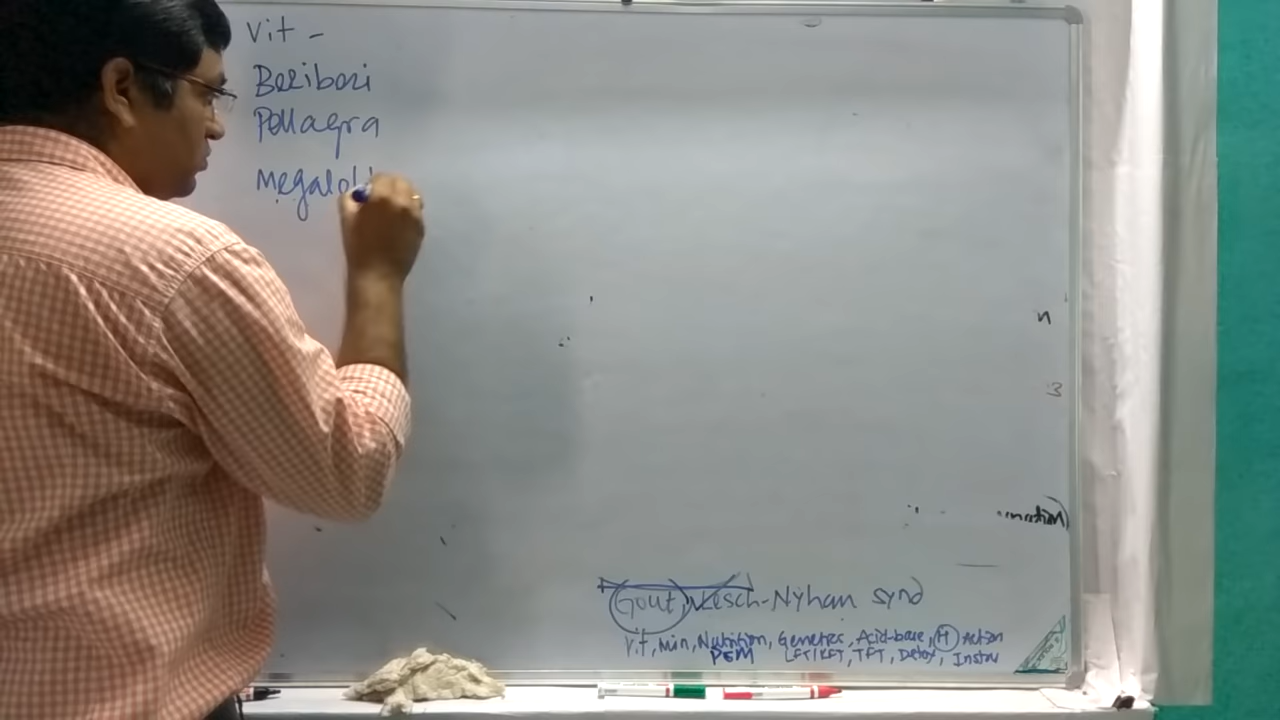 Vit -
Beriberi
Pellagra
Megalobl
n
3
Gout, Lesch-Nyhan synd
Vit, Min, Nutrition, Genetics, Acid-base, (H) Action
PEM LFT/KFT, TFT, Detox, Instru